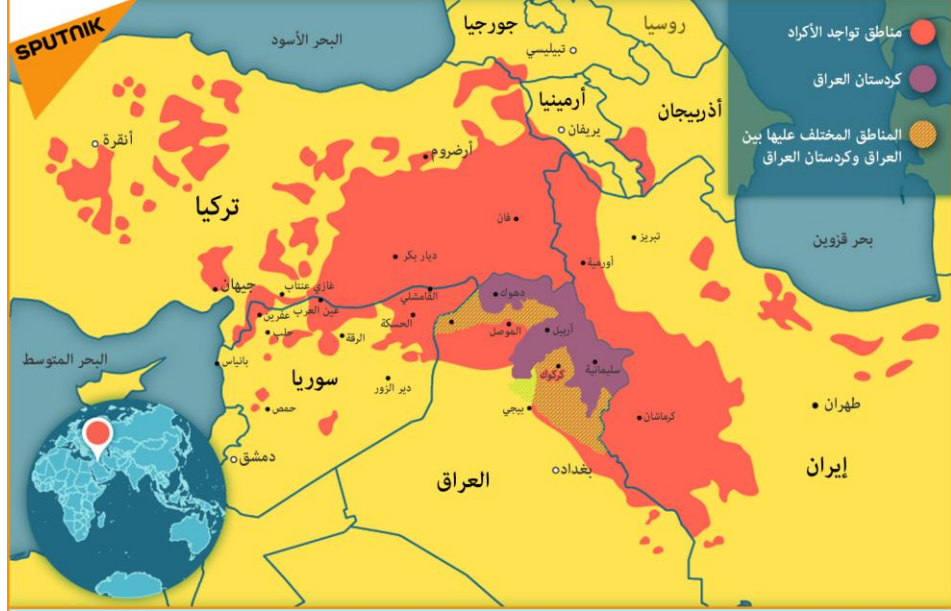 SPUTNIK
مناطق تواجد الأكراد
كردستان العراق
المناطق المختلف عليها بين
العراق وكردستان العراق
روسيا
جورجيا
تبيليسي
البحر الأسود
أرمينيا
يريفان
أذربيجان
أنقرة
أرضروم
تركيا
فان
بحر قزوين
تبريز
أورمية
ديار بكر
جيهان
غازي عنتاب
القامشلي
دهوك
عفرين
عين العرب
الحسكة
الموصل
أربيل
حلب
الرقة
البحر المتوسط
بانياس
سليمانية
كركوك
سوريا
دير الزور
حمص
بيجي
كرماشان
طهران
دمشق
العراق
بغداد
إيران